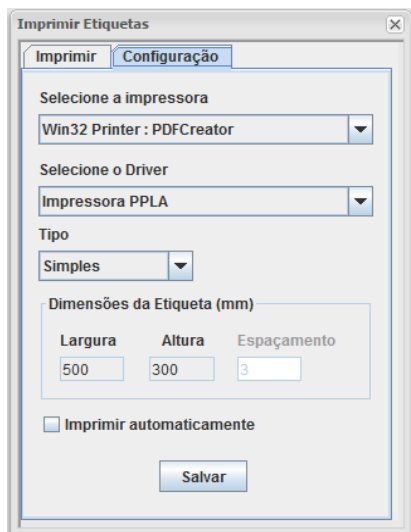 Imprimir Etiquetas
Imprimir Configuração
Selecione a impressora
Win32 Printer : PDFCreator
Selecione o Driver
Impressora PPLA
Tipo
Simples
Dimensões da Etiqueta (mm)
Largura Altura Espaçamento
500 300 3
Imprimir automaticamente
Salvar